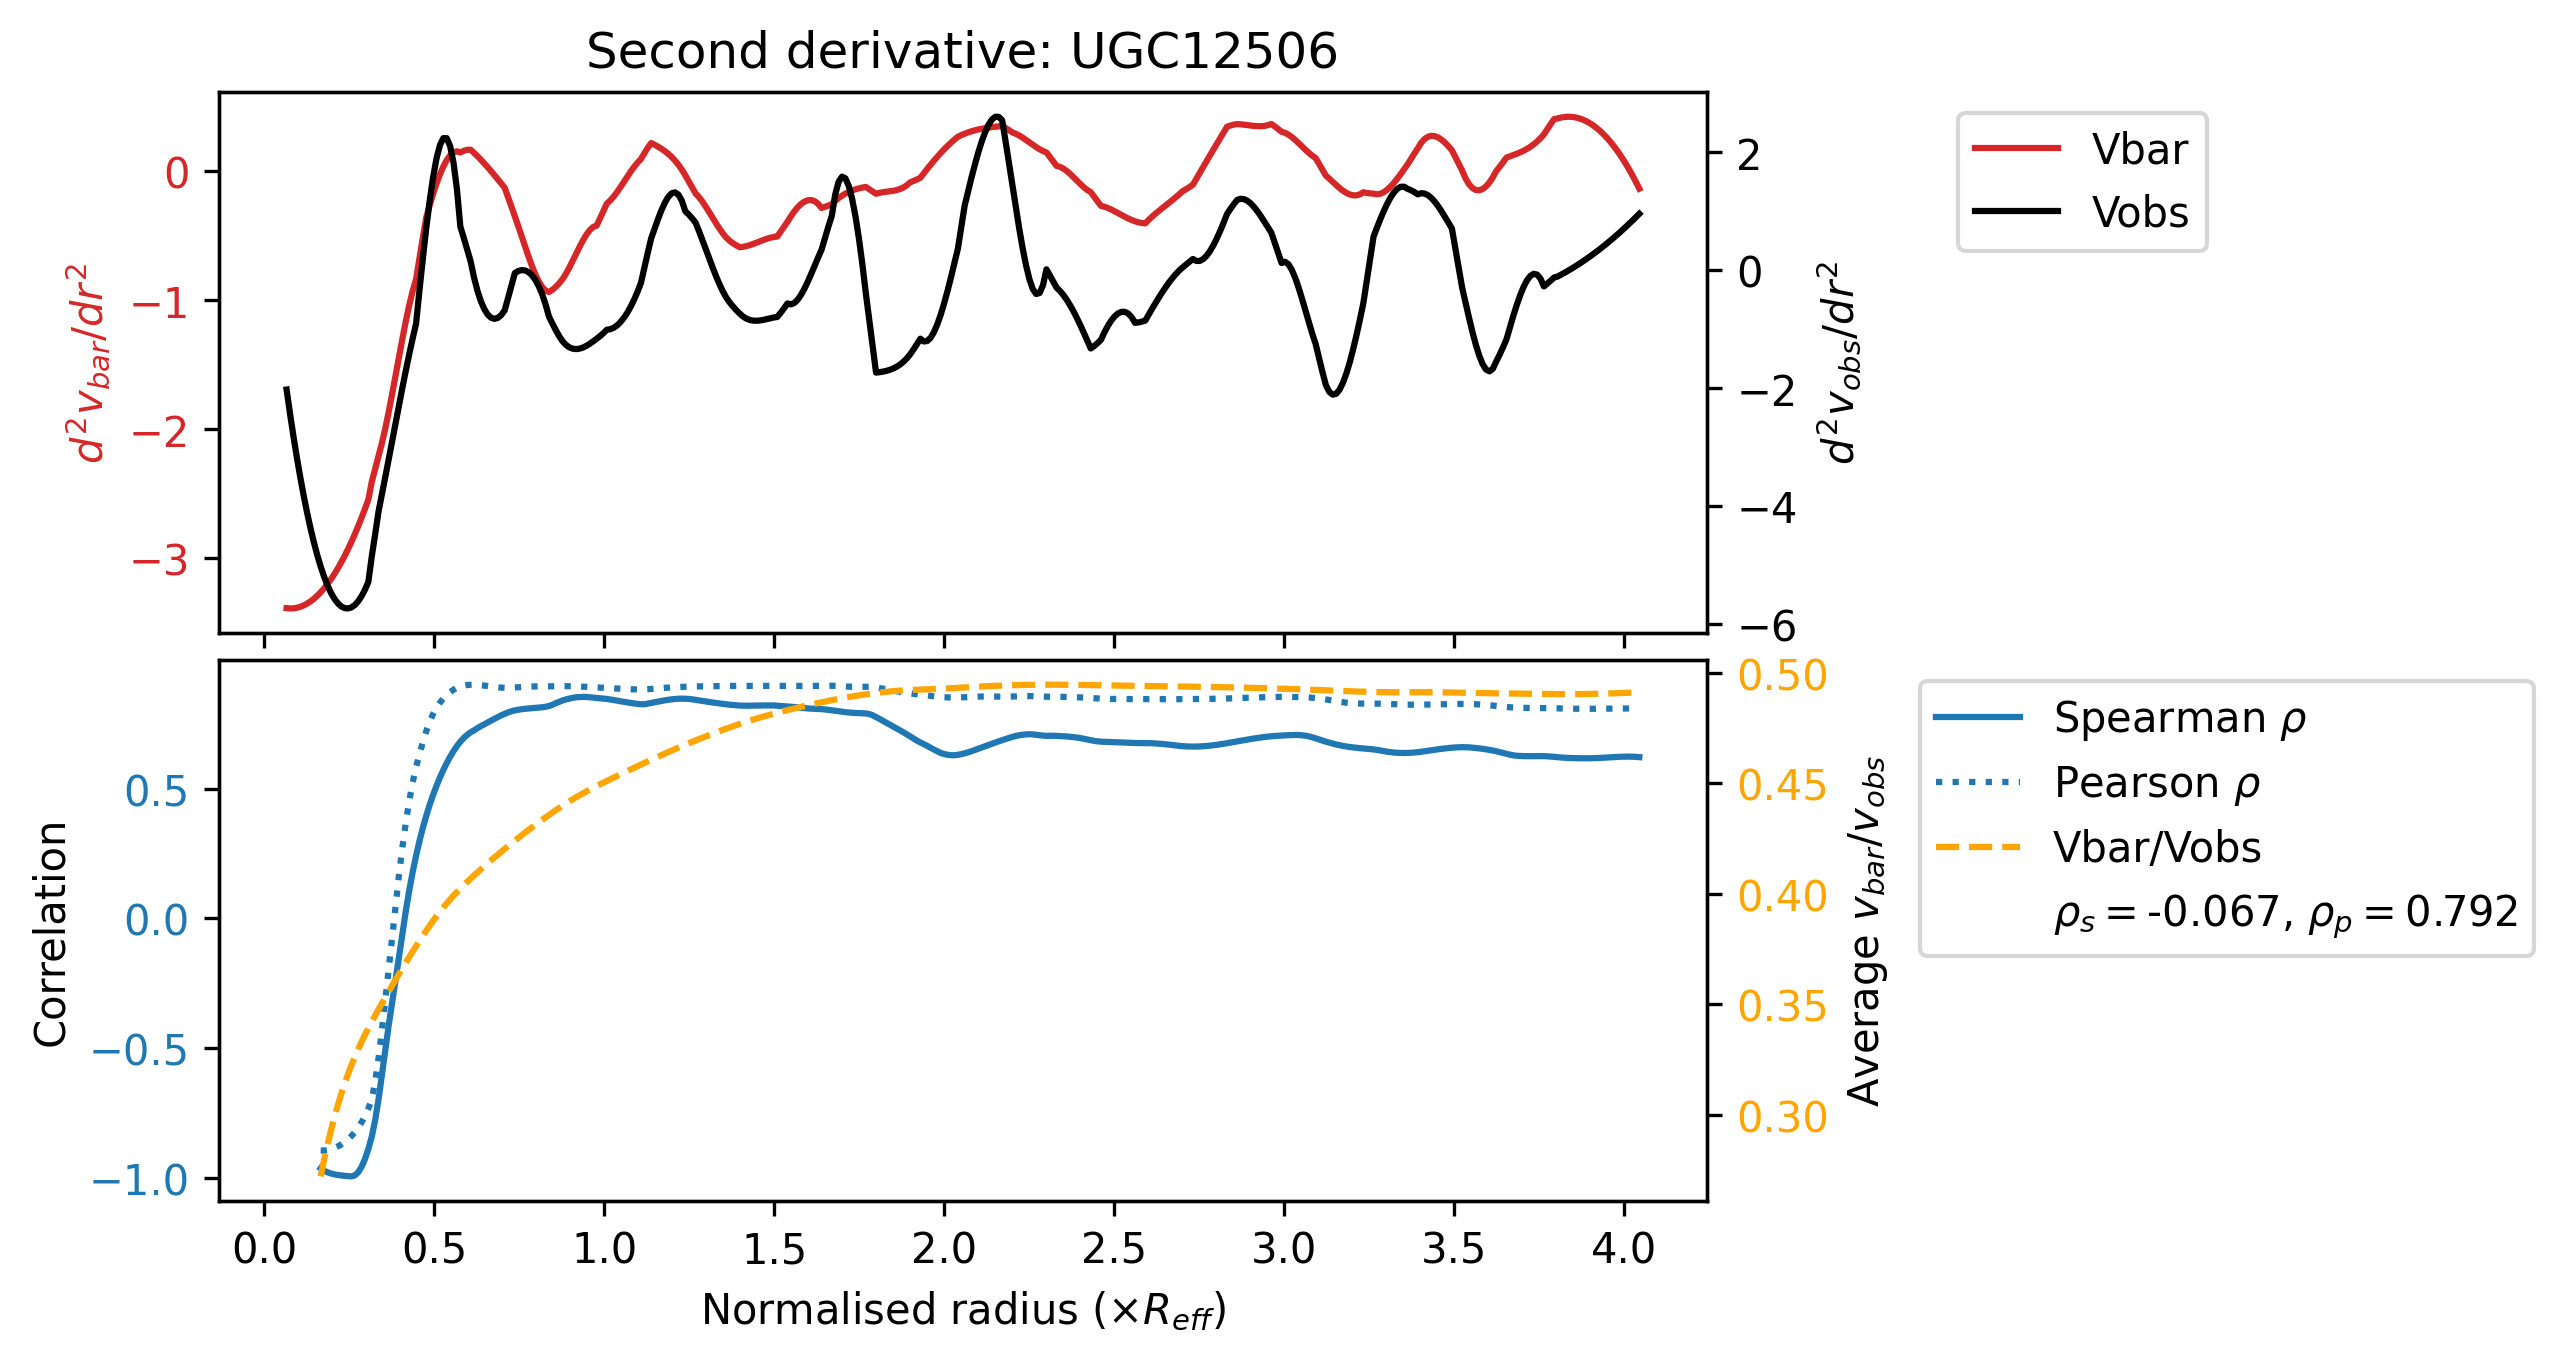 Second derivative: UGC12506
d²v_bar/dr²
0
−1
−2
−3
2
0
−2
−4
−6
d²v_obs/dr²
Vbar
Vobs
Correlation
0.5
0.0
−0.5
−1.0
0.50
0.45
0.40
0.35
0.30
Average v_bar/v_obs
Spearman ρ
Pearson ρ
Vbar/Vobs
ρ_s = -0.067, ρ_p = 0.792
0.0 0.5 1.0 1.5 2.0 2.5 3.0 3.5 4.0
Normalised radius (×R_eff)